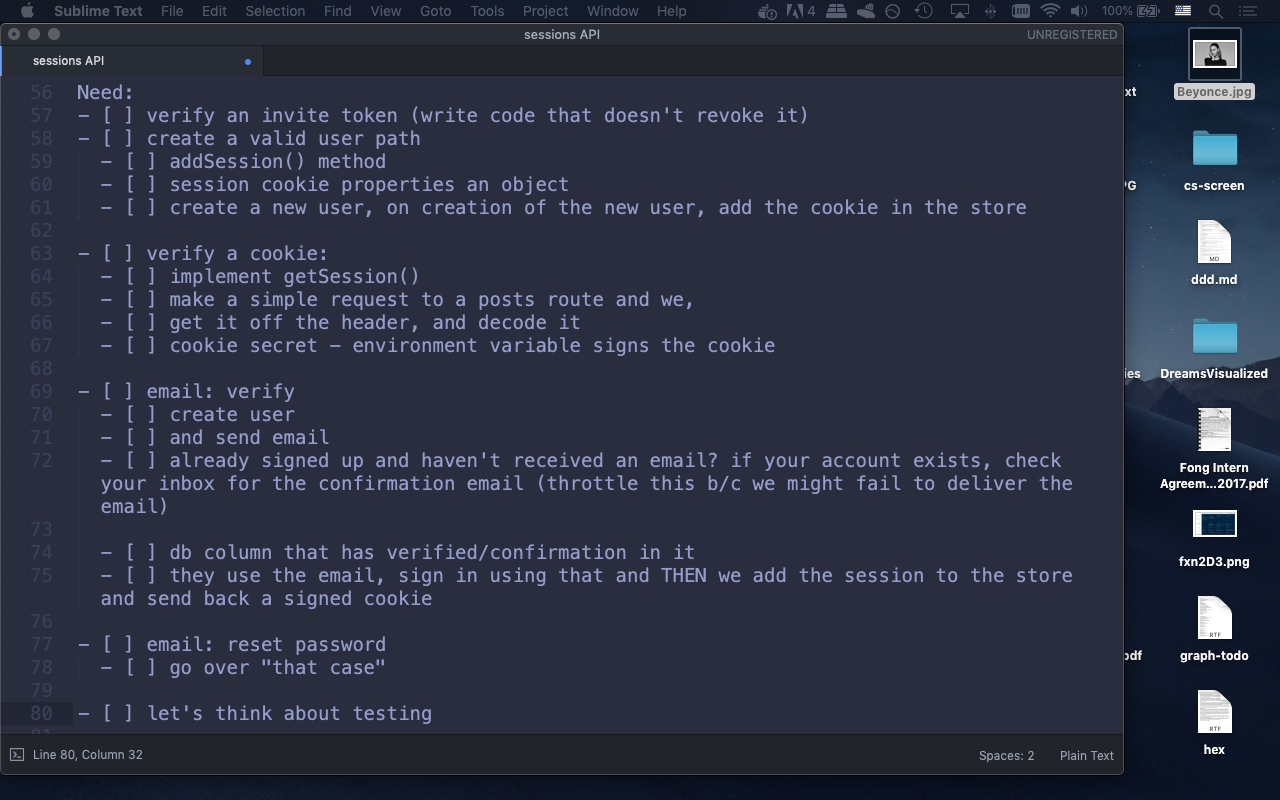 Sublime Text File Edit Selection Find View Goto Tools Project Window Help 4 100%
sessions API UNREGISTERED
sessions API
56 Need:
57 - [ ] verify an invite token (write code that doesn't revoke it)
58 - [ ] create a valid user path
59 - [ ] addSession() method
60 - [ ] session cookie properties an object
61 - [ ] create a new user, on creation of the new user, add the cookie in the store
62
63 - [ ] verify a cookie:
64 - [ ] implement getSession()
65 - [ ] make a simple request to a posts route and we,
66 - [ ] get it off the header, and decode it
67 - [ ] cookie secret – environment variable signs the cookie
68
69 - [ ] email: verify
70 - [ ] create user
71 - [ ] and send email
72 - [ ] already signed up and haven't received an email? if your account exists, check
your inbox for the confirmation email (throttle this b/c we might fail to deliver the
email)
73
74 - [ ] db column that has verified/confirmation in it
75 - [ ] they use the email, sign in using that and THEN we add the session to the store
and send back a signed cookie
76
77 - [ ] email: reset password
78 - [ ] go over "that case"
79
80 - [ ] let's think about testing
Line 80, Column 32 Spaces: 2 Plain Text
Beyonce.jpg
cs-screen
MD
ddd.md
DreamsVisualized
Fong Intern
Agreem...2017.pdf
fxn2D3.png
RTF
graph-todo
RTF
hex